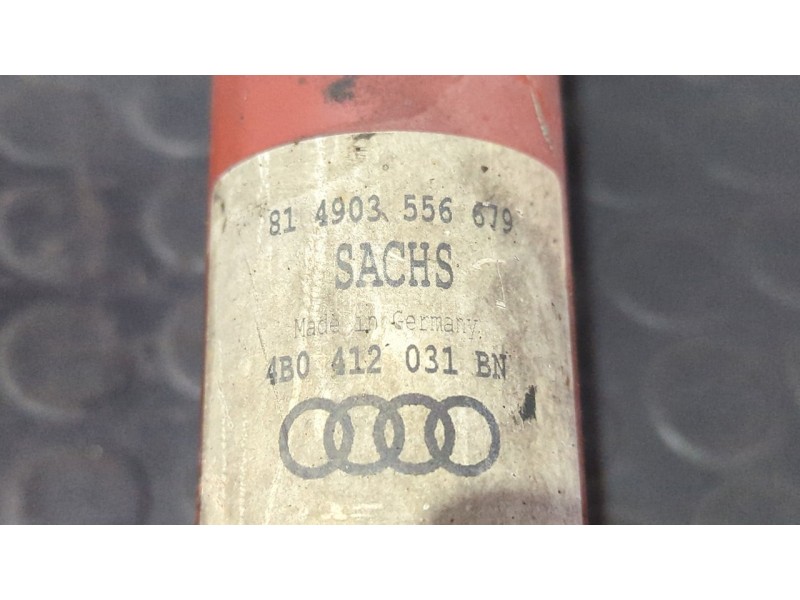 81 4903 556 679
SACHS
Made in Germany.
4B0 412 031 BN